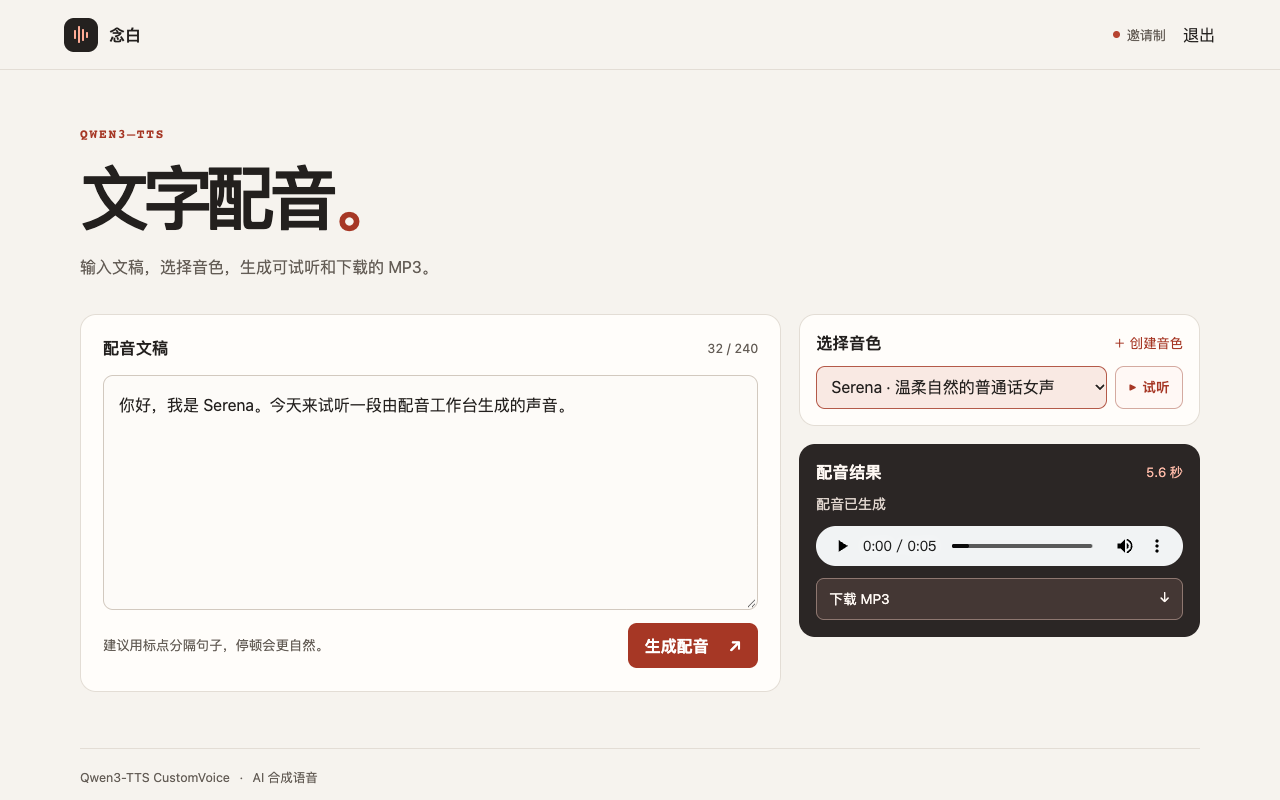 念白
邀请制
退出
QWEN3—TTS
文字配音。
输入文稿，选择音色，生成可试听和下载的 MP3。
配音文稿
32 / 240
你好，我是 Serena。今天来试听一段由配音工作台生成的声音。
建议用标点分隔句子，停顿会更自然。
生成配音
选择音色
＋ 创建音色
Serena · 温柔自然的普通话女声
试听
配音结果
5.6 秒
配音已生成
0:00 / 0:05
下载 MP3
Qwen3-TTS CustomVoice · AI 合成语音